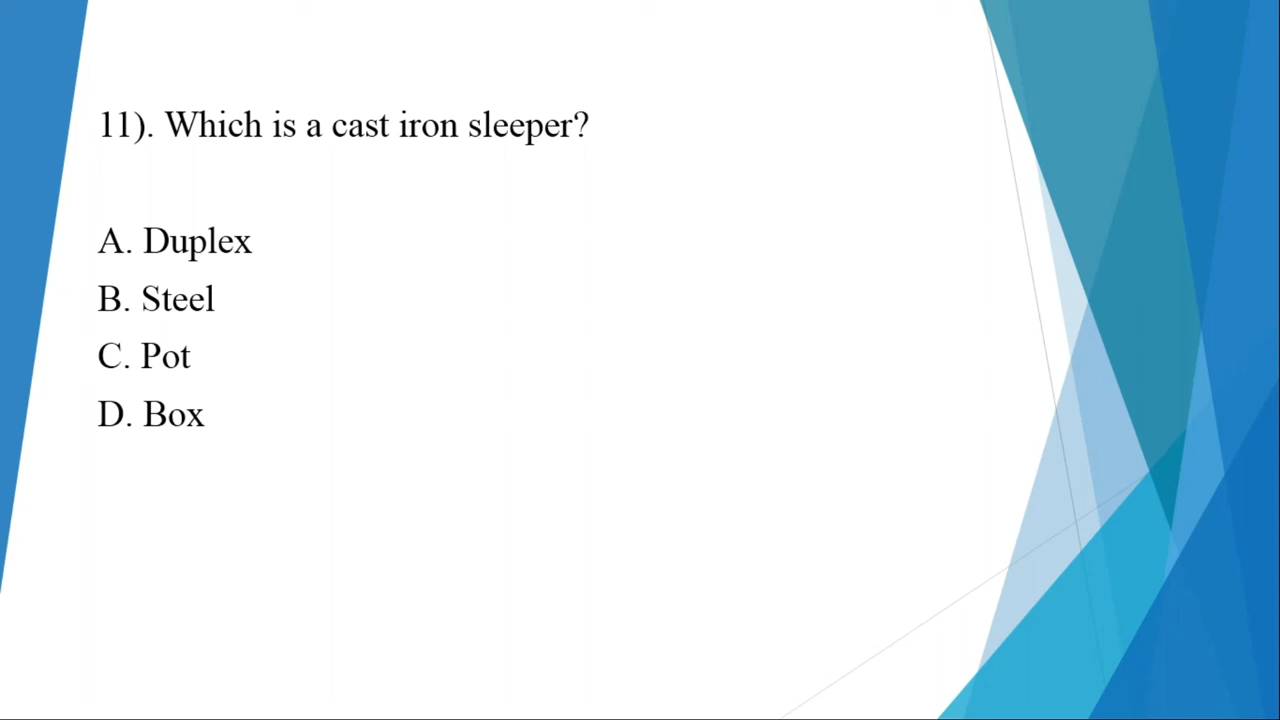 11). Which is a cast iron sleeper?
A. Duplex
B. Steel
C. Pot
D. Box